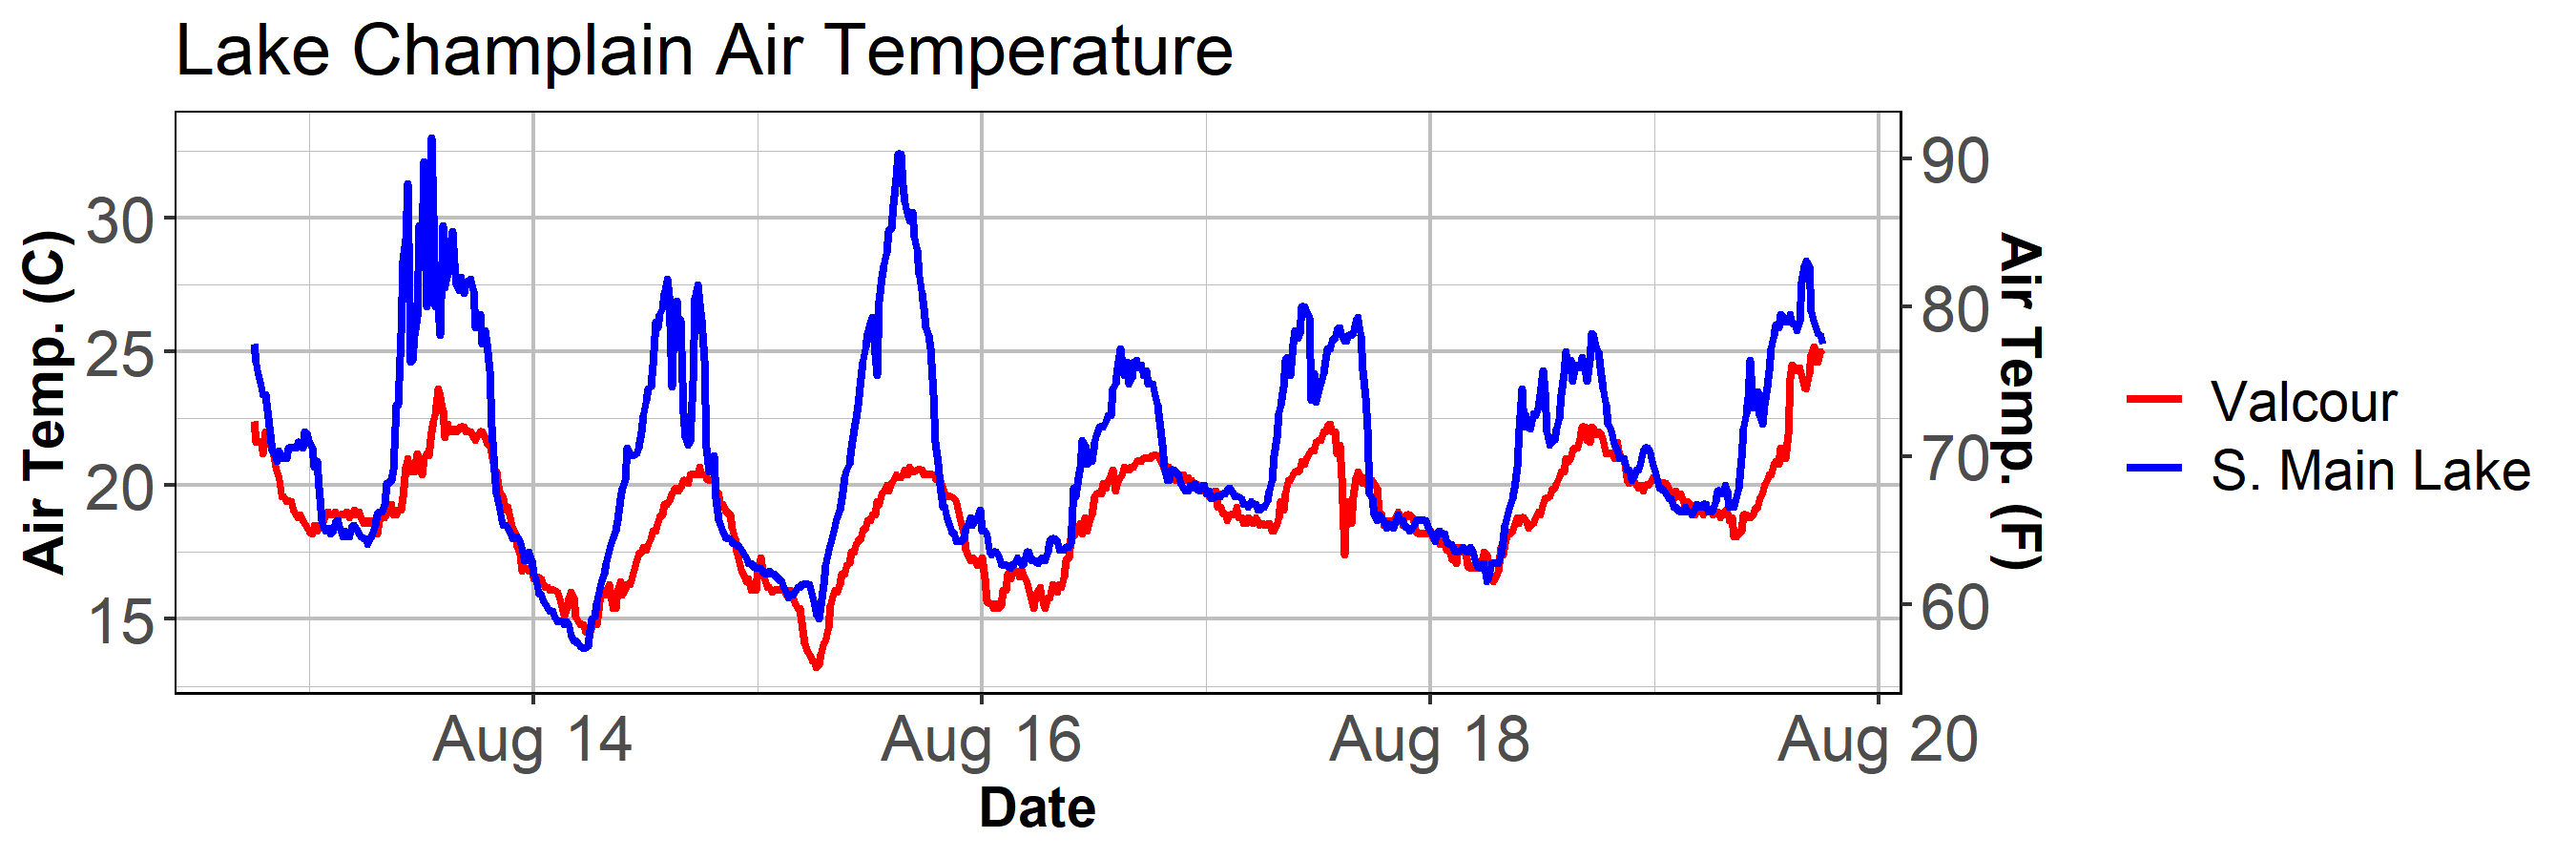 Lake Champlain Air Temperature
Air Temp. (C)
30
25
20
15
90
80
70
60
Air Temp. (F)
Aug 14
Aug 16
Aug 18
Aug 20
Date
Valcour
S. Main Lake